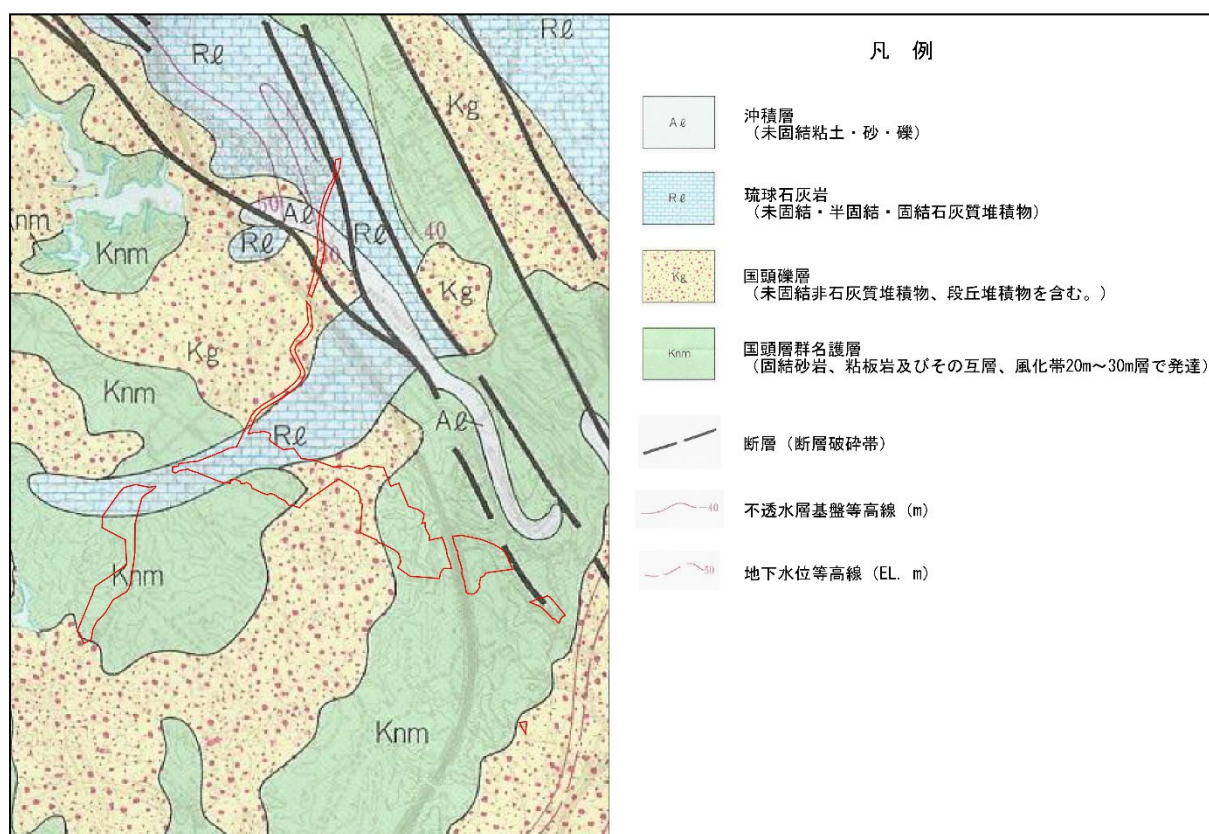 Rℓ
Rℓ
Kg
Knm
Knm
50
Aℓ
Rℓ
Rℓ
40
30
Kg
Kg
Knm
Rℓ
Aℓ
Knm
Knm
凡 例
Aℓ
沖積層
(未固結粘土・砂・礫)
Rℓ
琉球石灰岩
(未固結・半固結・固結石灰質堆積物)
Kg
国頭礫層
(未固結非石灰質堆積物、段丘堆積物を含む。)
Knm
国頭層群名護層
(固結砂岩、粘板岩及びその互層、風化帯20m～30m層で発達)
断層 (断層破砕帯)
40
不透水層基盤等高線 (m)
50
地下水位等高線 (EL. m)